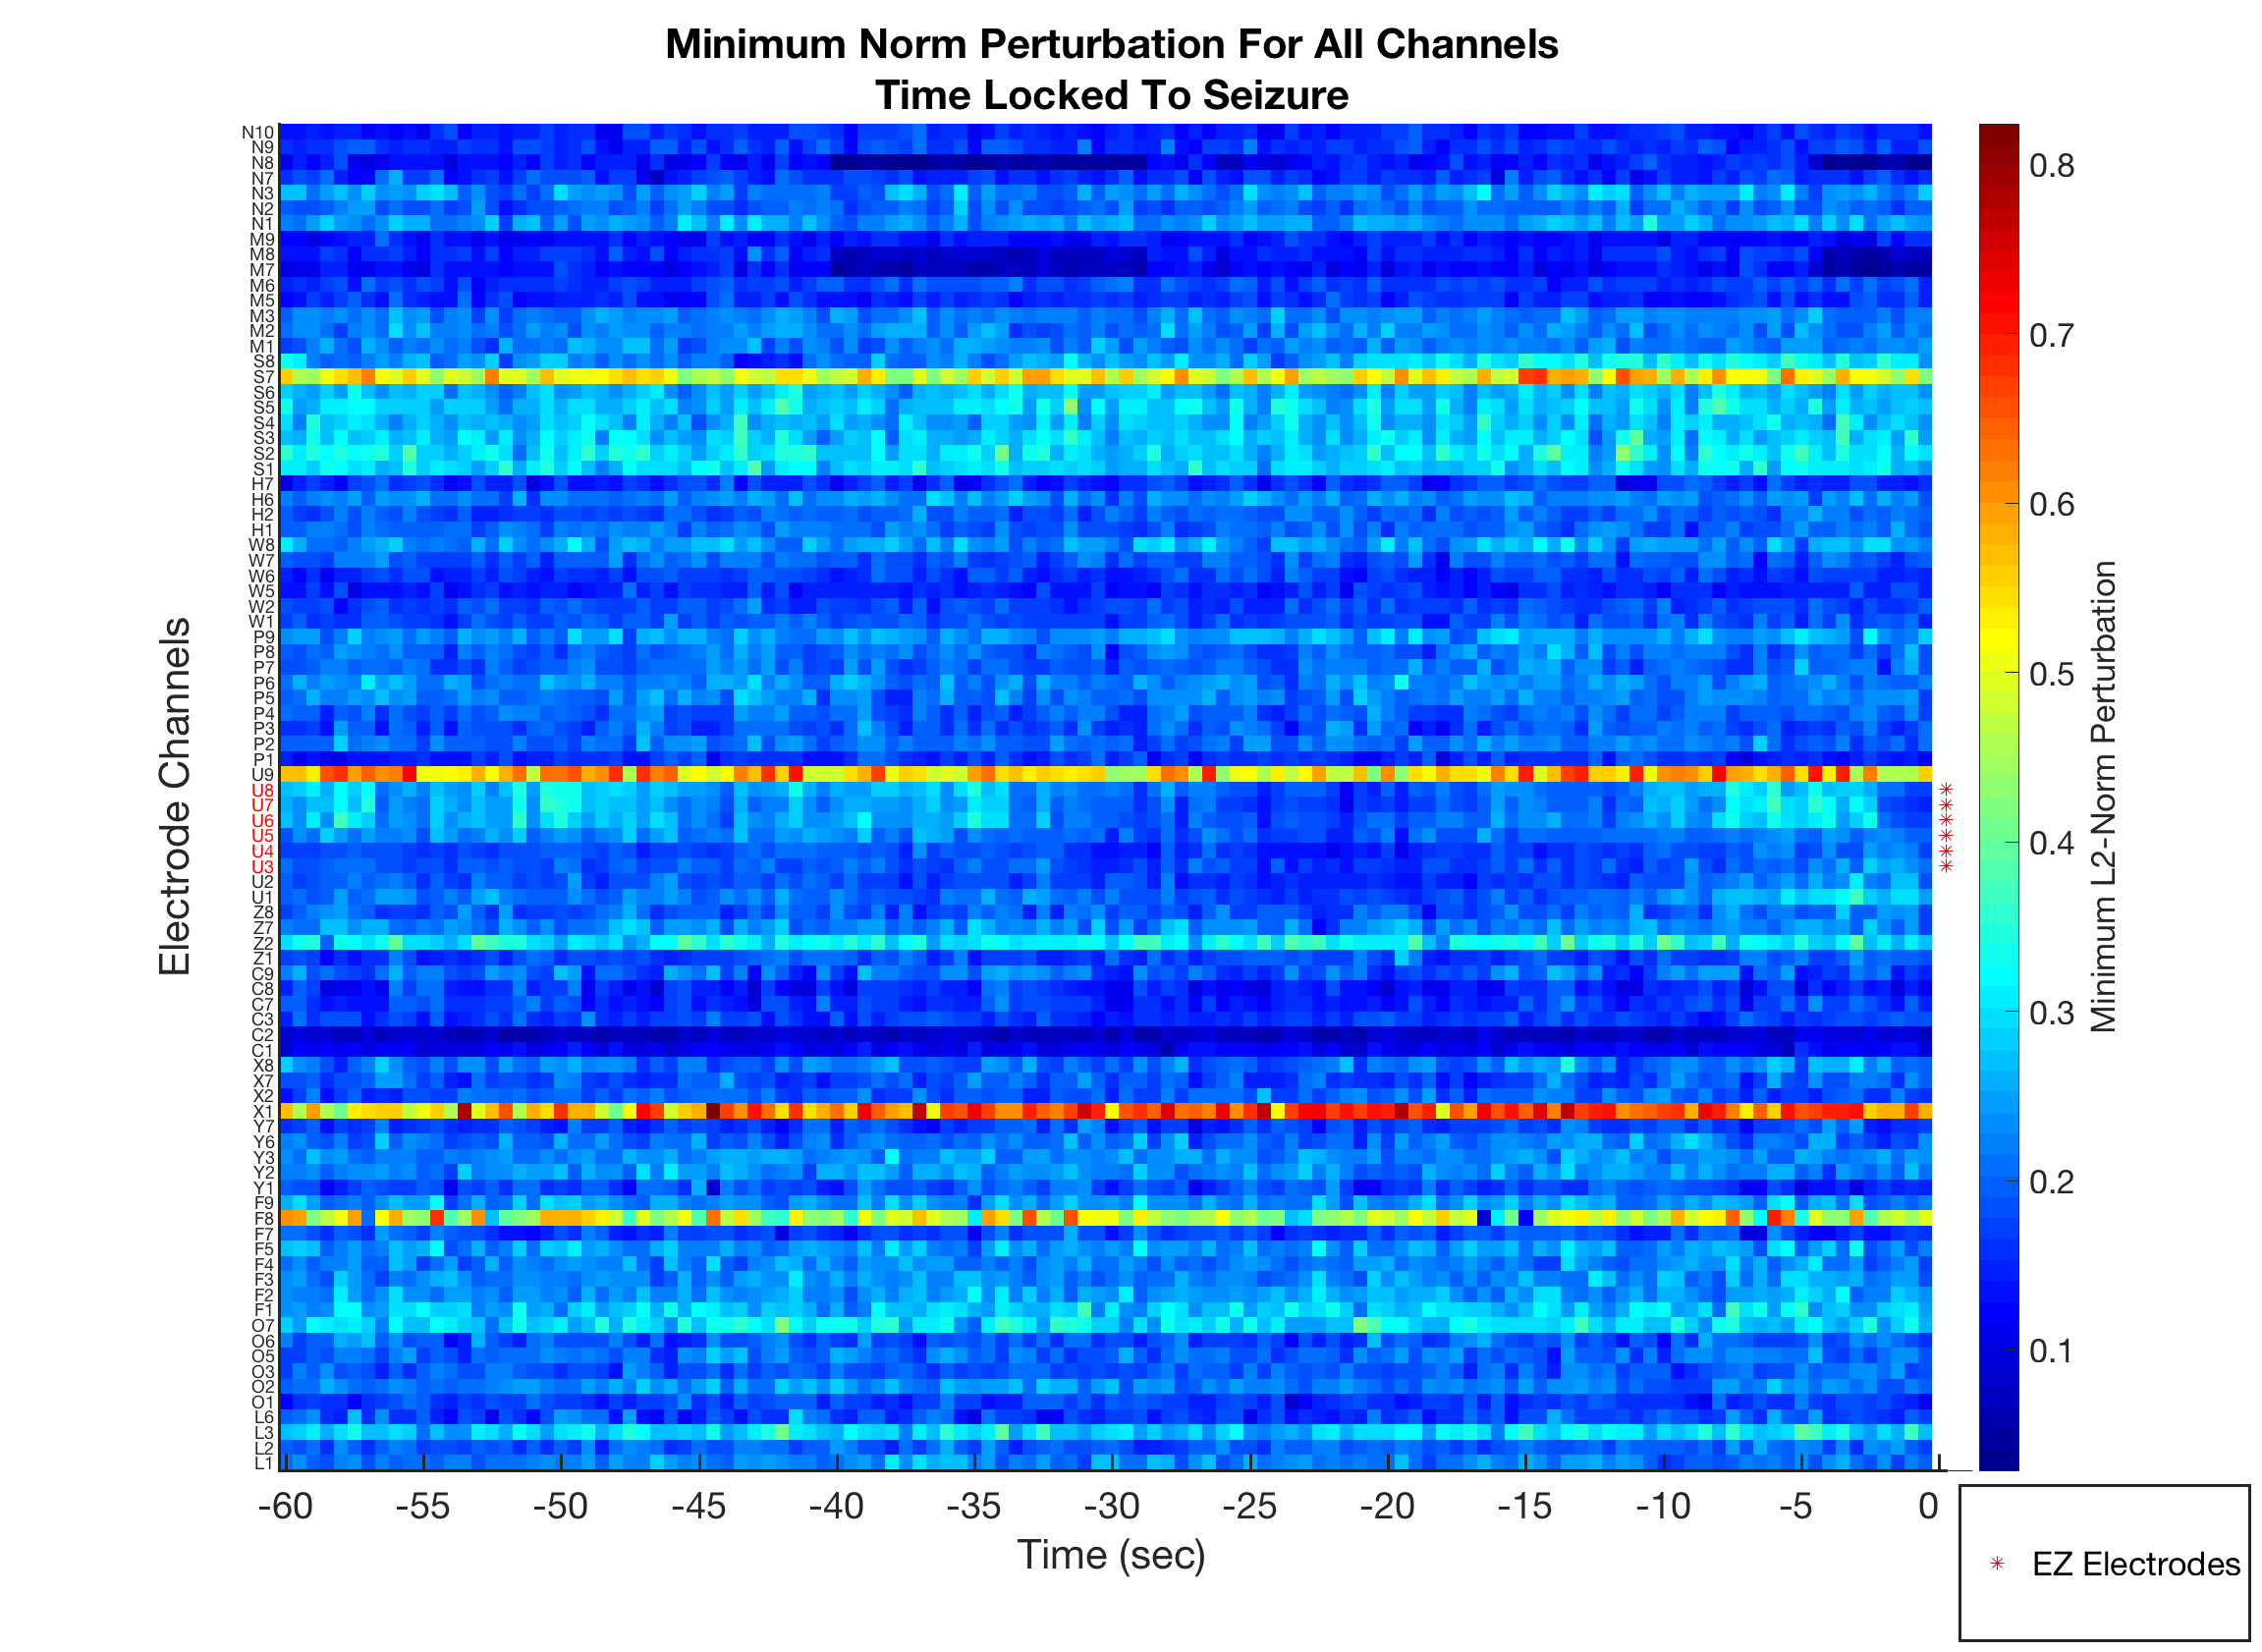 Minimum Norm Perturbation For All Channels
Time Locked To Seizure
Electrode Channels
N10
N9
N8
N7
N3
N2
N1
M9
M8
M7
M6
M5
M3
M2
M1
S8
S7
S6
S5
S4
S3
S2
S1
H7
H6
H2
H1
W8
W7
W6
W5
W2
W1
P9
P8
P7
P6
P5
P4
P3
P2
P1
U9
U8
U7
U6
U5
U4
U3
U2
U1
Z8
Z7
Z2
Z1
C9
C8
C7
C3
C2
C1
X8
X7
X2
X1
Y7
Y6
Y3
Y2
Y1
F9
F8
F7
F5
F4
F3
F2
F1
O7
O6
O5
O3
O2
O1
L6
L3
L2
L1
-60 -55 -50 -45 -40 -35 -30 -25 -20 -15 -10 -5 0
Time (sec)
0.8
0.7
0.6
0.5
0.4
0.3
0.2
0.1
Minimum L2-Norm Perturbation
EZ Electrodes